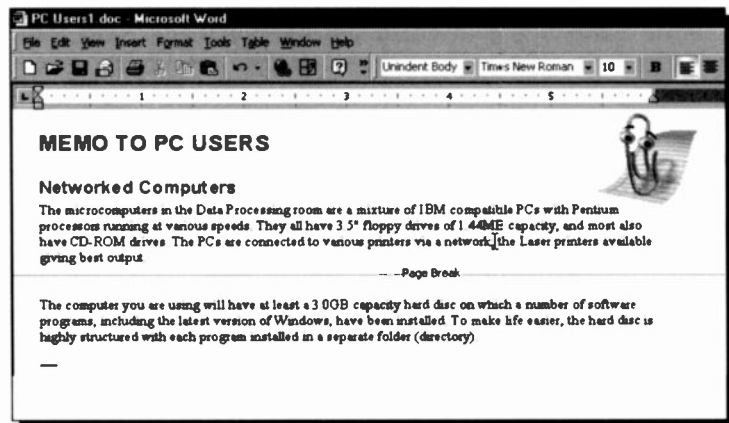 PC Users1.doc - Microsoft Word
File Edit View Insert Format Tools Table Window Help
Unindent Body Times New Roman 10 B
1 2 3 4 5
MEMO TO PC USERS
Networked Computers
The microcomputers in the Data Processing room are a mixture of IBM compatible PCs with Pentium
processors running at various speeds. They all have 3.5" floppy drives of 1.44MB capacity, and most also
have CD-ROM drives. The PCs are connected to various printers via a network, the Laser printers available
giving best output.
Page Break
The computer you are using will have at least a 3.0GB capacity hard disc on which a number of software
programs, including the latest version of Windows, have been installed. To make life easier, the hard disc is
highly structured with each program installed in a separate folder (directory).